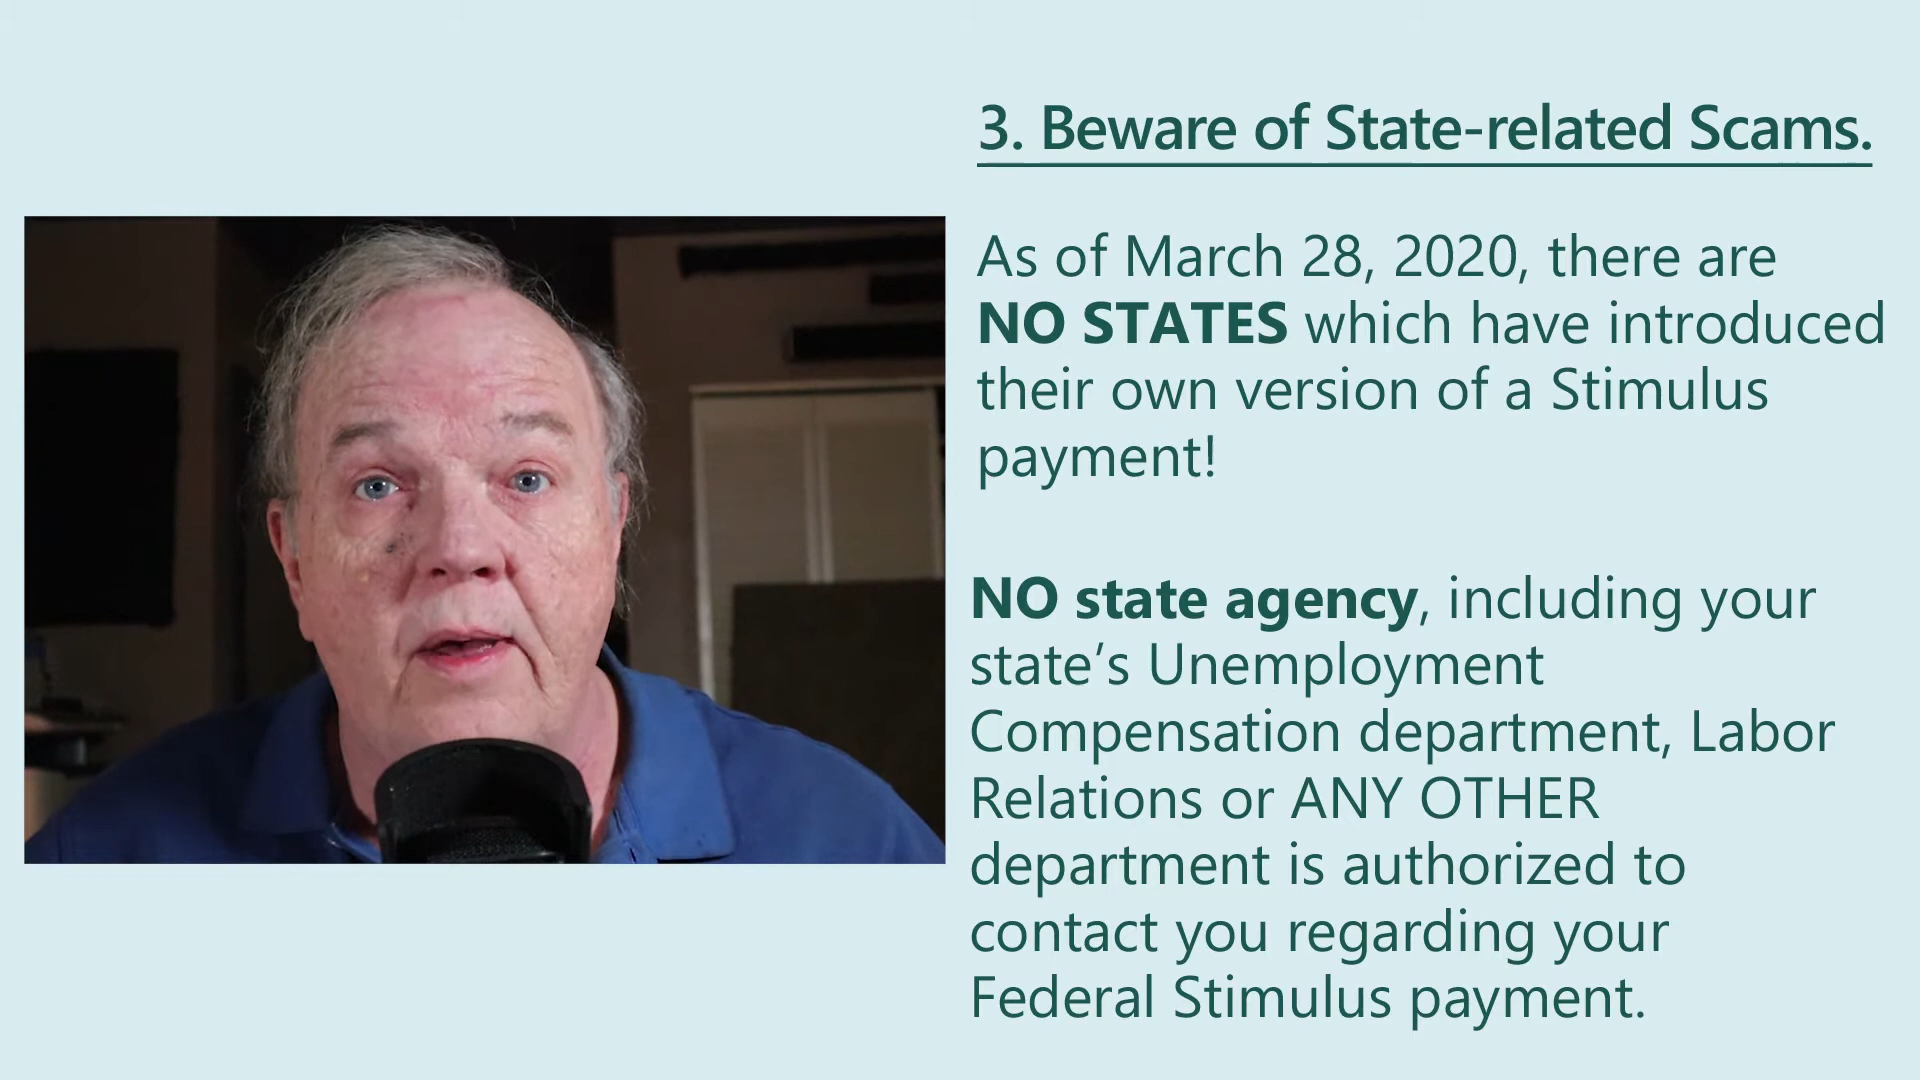 3. Beware of State-related Scams.
As of March 28, 2020, there are
NO STATES which have introduced
their own version of a Stimulus
payment!
NO state agency, including your
state’s Unemployment
Compensation department, Labor
Relations or ANY OTHER
department is authorized to
contact you regarding your
Federal Stimulus payment.